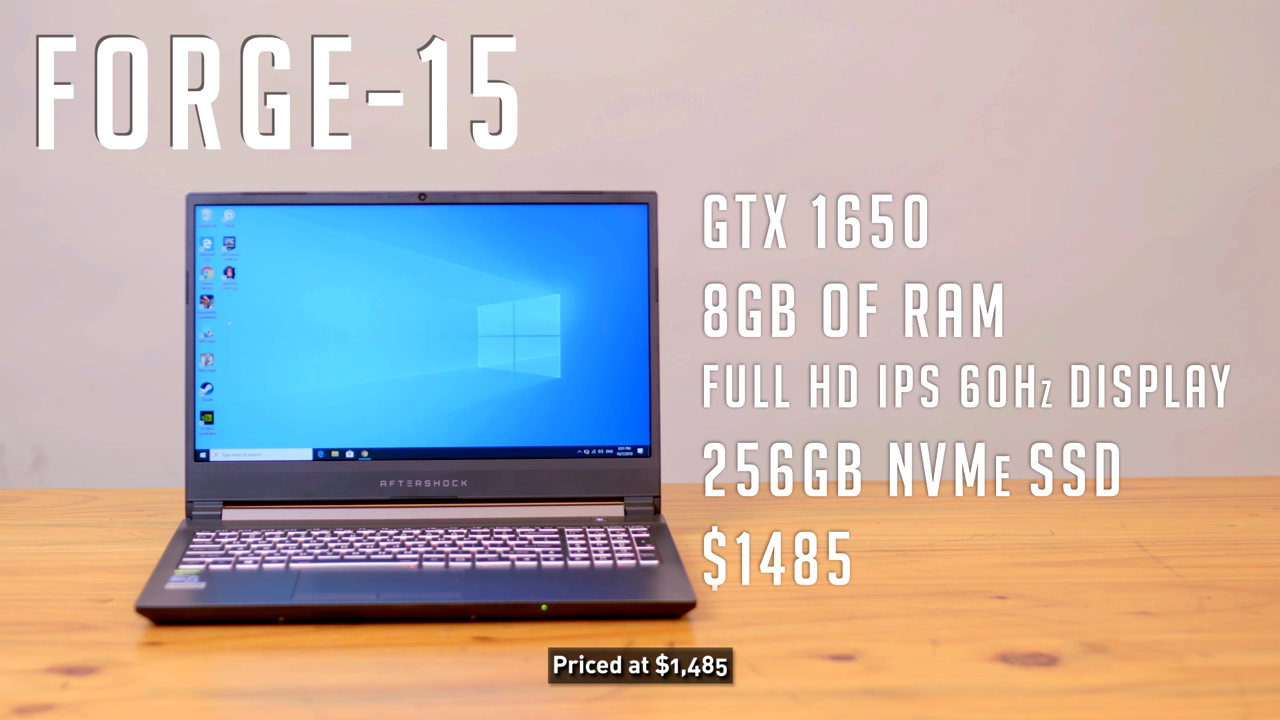 FORGE-15
GTX 1650
8GB OF RAM
FULL HD IPS 60Hz DISPLAY
256GB NVMe SSD
$1485
AFTERSHOCK
Priced at $1,485